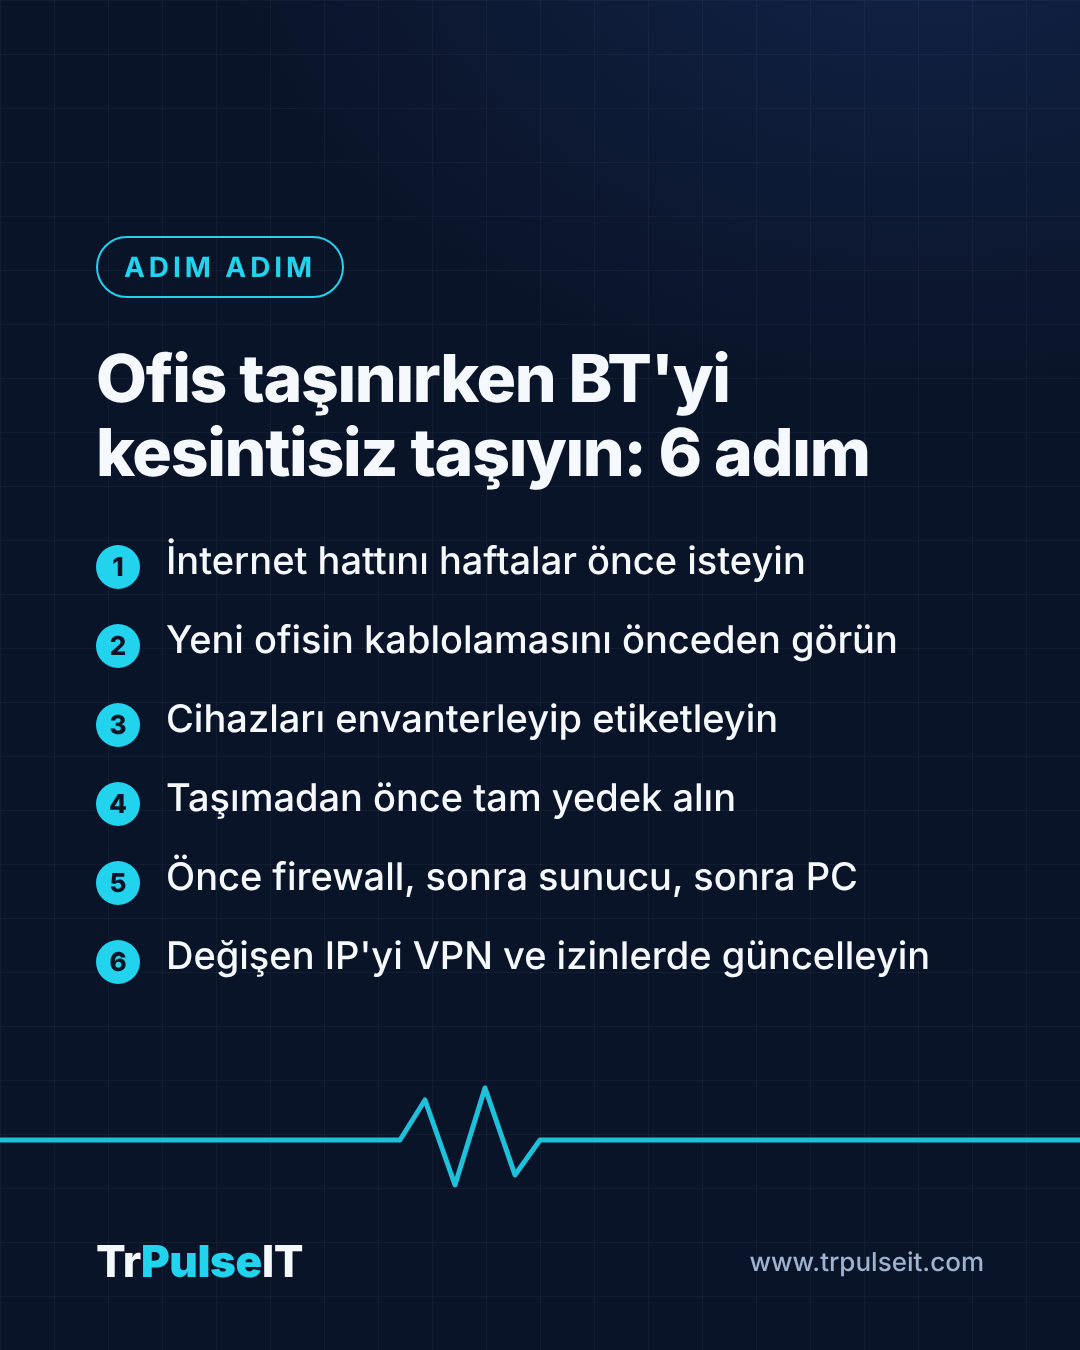 ADIM ADIM
Ofis taşınırken BT'yi
kesintisiz taşıyın: 6 adım
1 İnternet hattını haftalar önce isteyin
2 Yeni ofisin kablolamasını önceden görün
3 Cihazları envanterleyip etiketleyin
4 Taşımadan önce tam yedek alın
5 Önce firewall, sonra sunucu, sonra PC
6 Değişen IP'yi VPN ve izinlerde güncelleyin
TrPulseIT
www.trpulseit.com